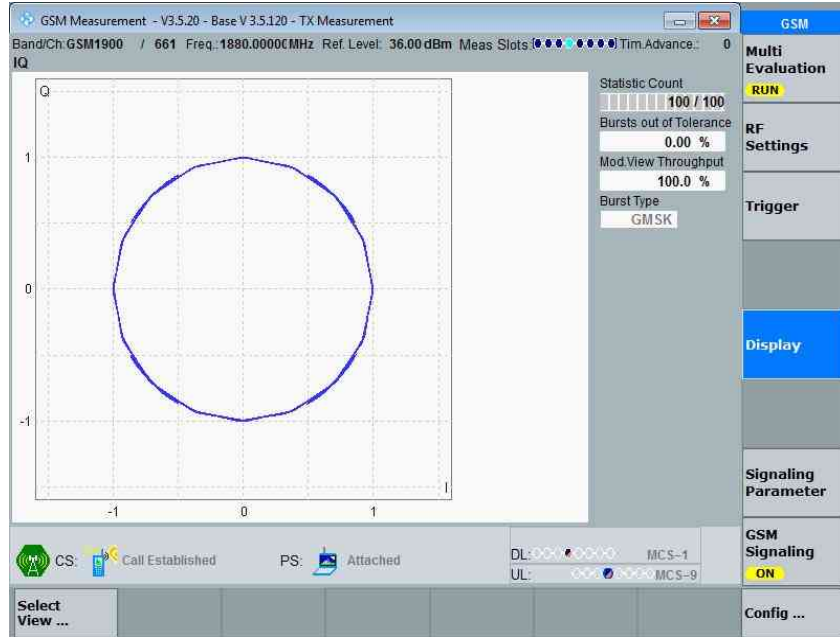 GSM Measurement - V3.5.20 - Base V 3.5.120 - TX Measurement
GSM
Band/Ch:GSM1900 / 661 Freq.:1880.0000(MHz Ref. Level: 36.00 dBm Meas Slots: Tim.Advance.: 0
IQ
Multi
Evaluation
RUN
Q
Statistic Count
100 / 100
Bursts out of Tolerance
0.00 %
Mod.View Throughput
100.0 %
Burst Type
GMSK
RF
Settings
Trigger
1
0
-1
I
-1 0 1
Display
Signaling
Parameter
GSM
Signaling
ON
CS: Call Established PS: Attached
DL: MCS-1
UL: MCS-9
Select
View ...
Config ...